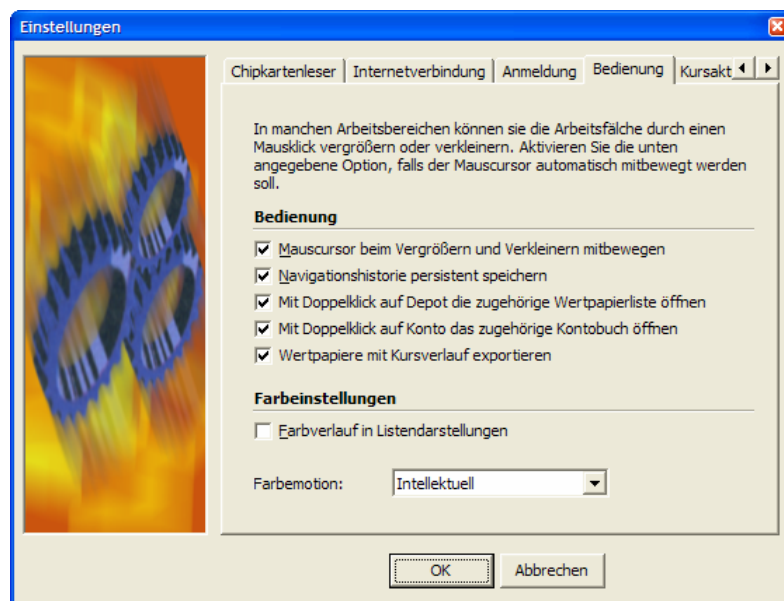 Einstellungen
Chipkartenleser Internetverbindung Anmeldung Bedienung Kursakt
In manchen Arbeitsbereichen können sie die Arbeitsfälche durch einen
Mausklick vergrößern oder verkleinern. Aktivieren Sie die unten
angegebene Option, falls der Mauscursor automatisch mitbewegt werden
soll.
Bedienung
Mauscursor beim Vergrößern und Verkleinern mitbewegen
Navigationshistorie persistent speichern
Mit Doppelklick auf Depot die zugehörige Wertpapierliste öffnen
Mit Doppelklick auf Konto das zugehörige Kontobuch öffnen
Wertpapiere mit Kursverlauf exportieren
Farbeinstellungen
Farbverlauf in Listendarstellungen
Farbemotion: Intellektuell
OK Abbrechen